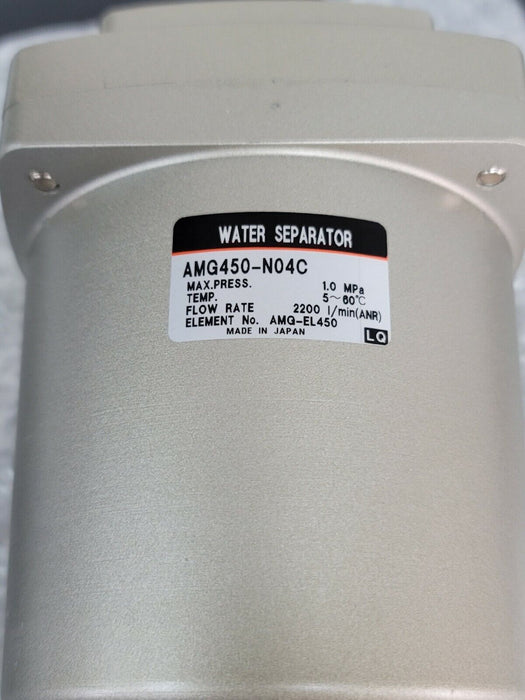 WATER SEPARATOR
AMG450-N04C
MAX.PRESS. 1.0 MPa
TEMP. 5~60℃
FLOW RATE 2200 l/min(ANR)
ELEMENT No. AMG-EL450
MADE IN JAPAN
LQ